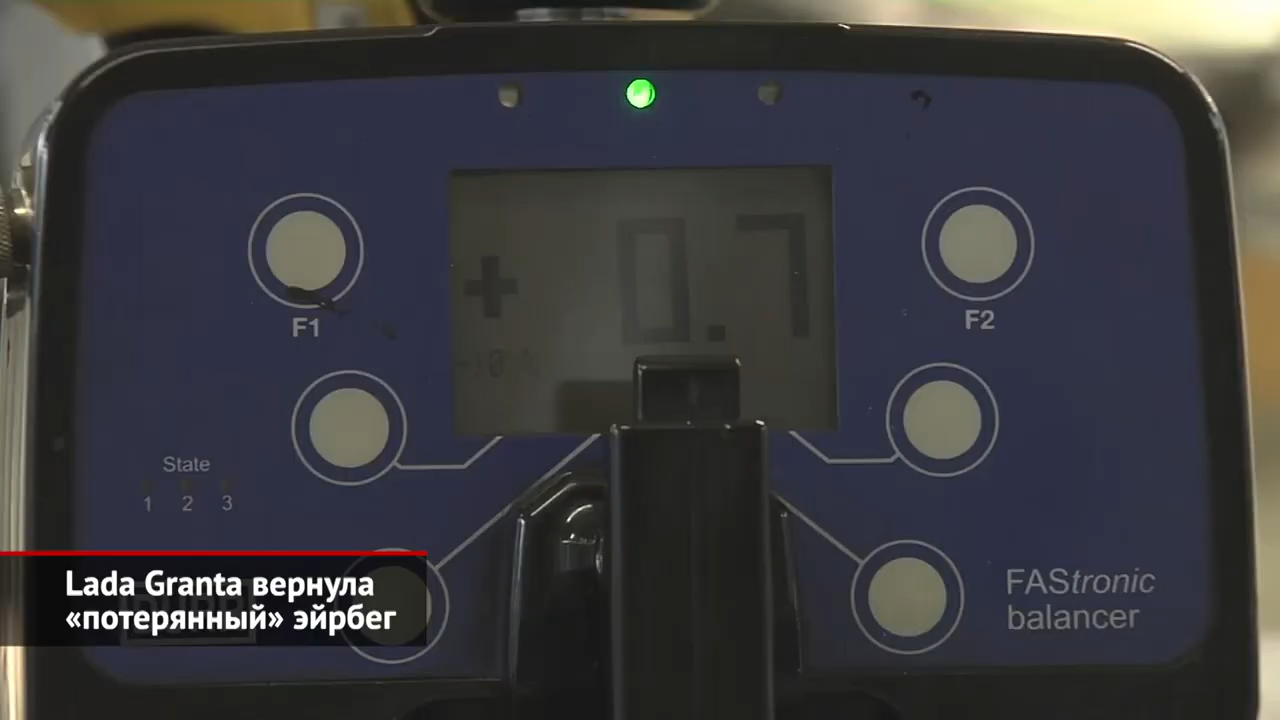 + 0.7
F1
F2
State
1 2 3
FAStronic
balancer
Lada Granta вернула
«потерянный» эйрбег